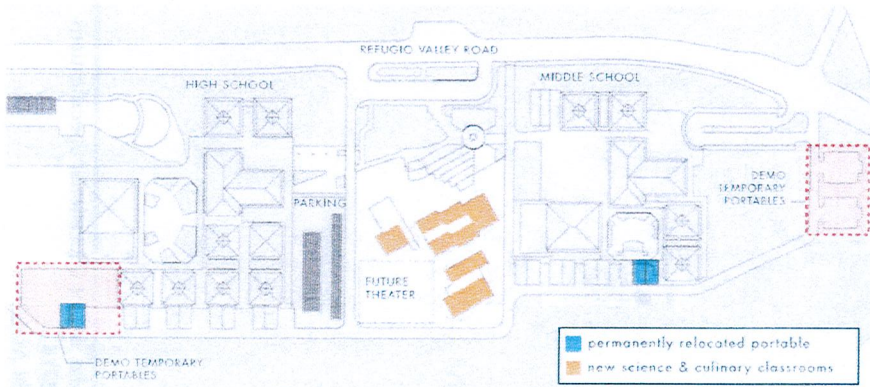 REFUGIO VALLEY ROAD
HIGH SCHOOL
MIDDLE SCHOOL
DEMO
TEMPORARY
PORTABLES
PARKING
FUTURE
THEATER
DEMO TEMPORARY
PORTABLES
permanently relocated portable
new science & culinary classrooms